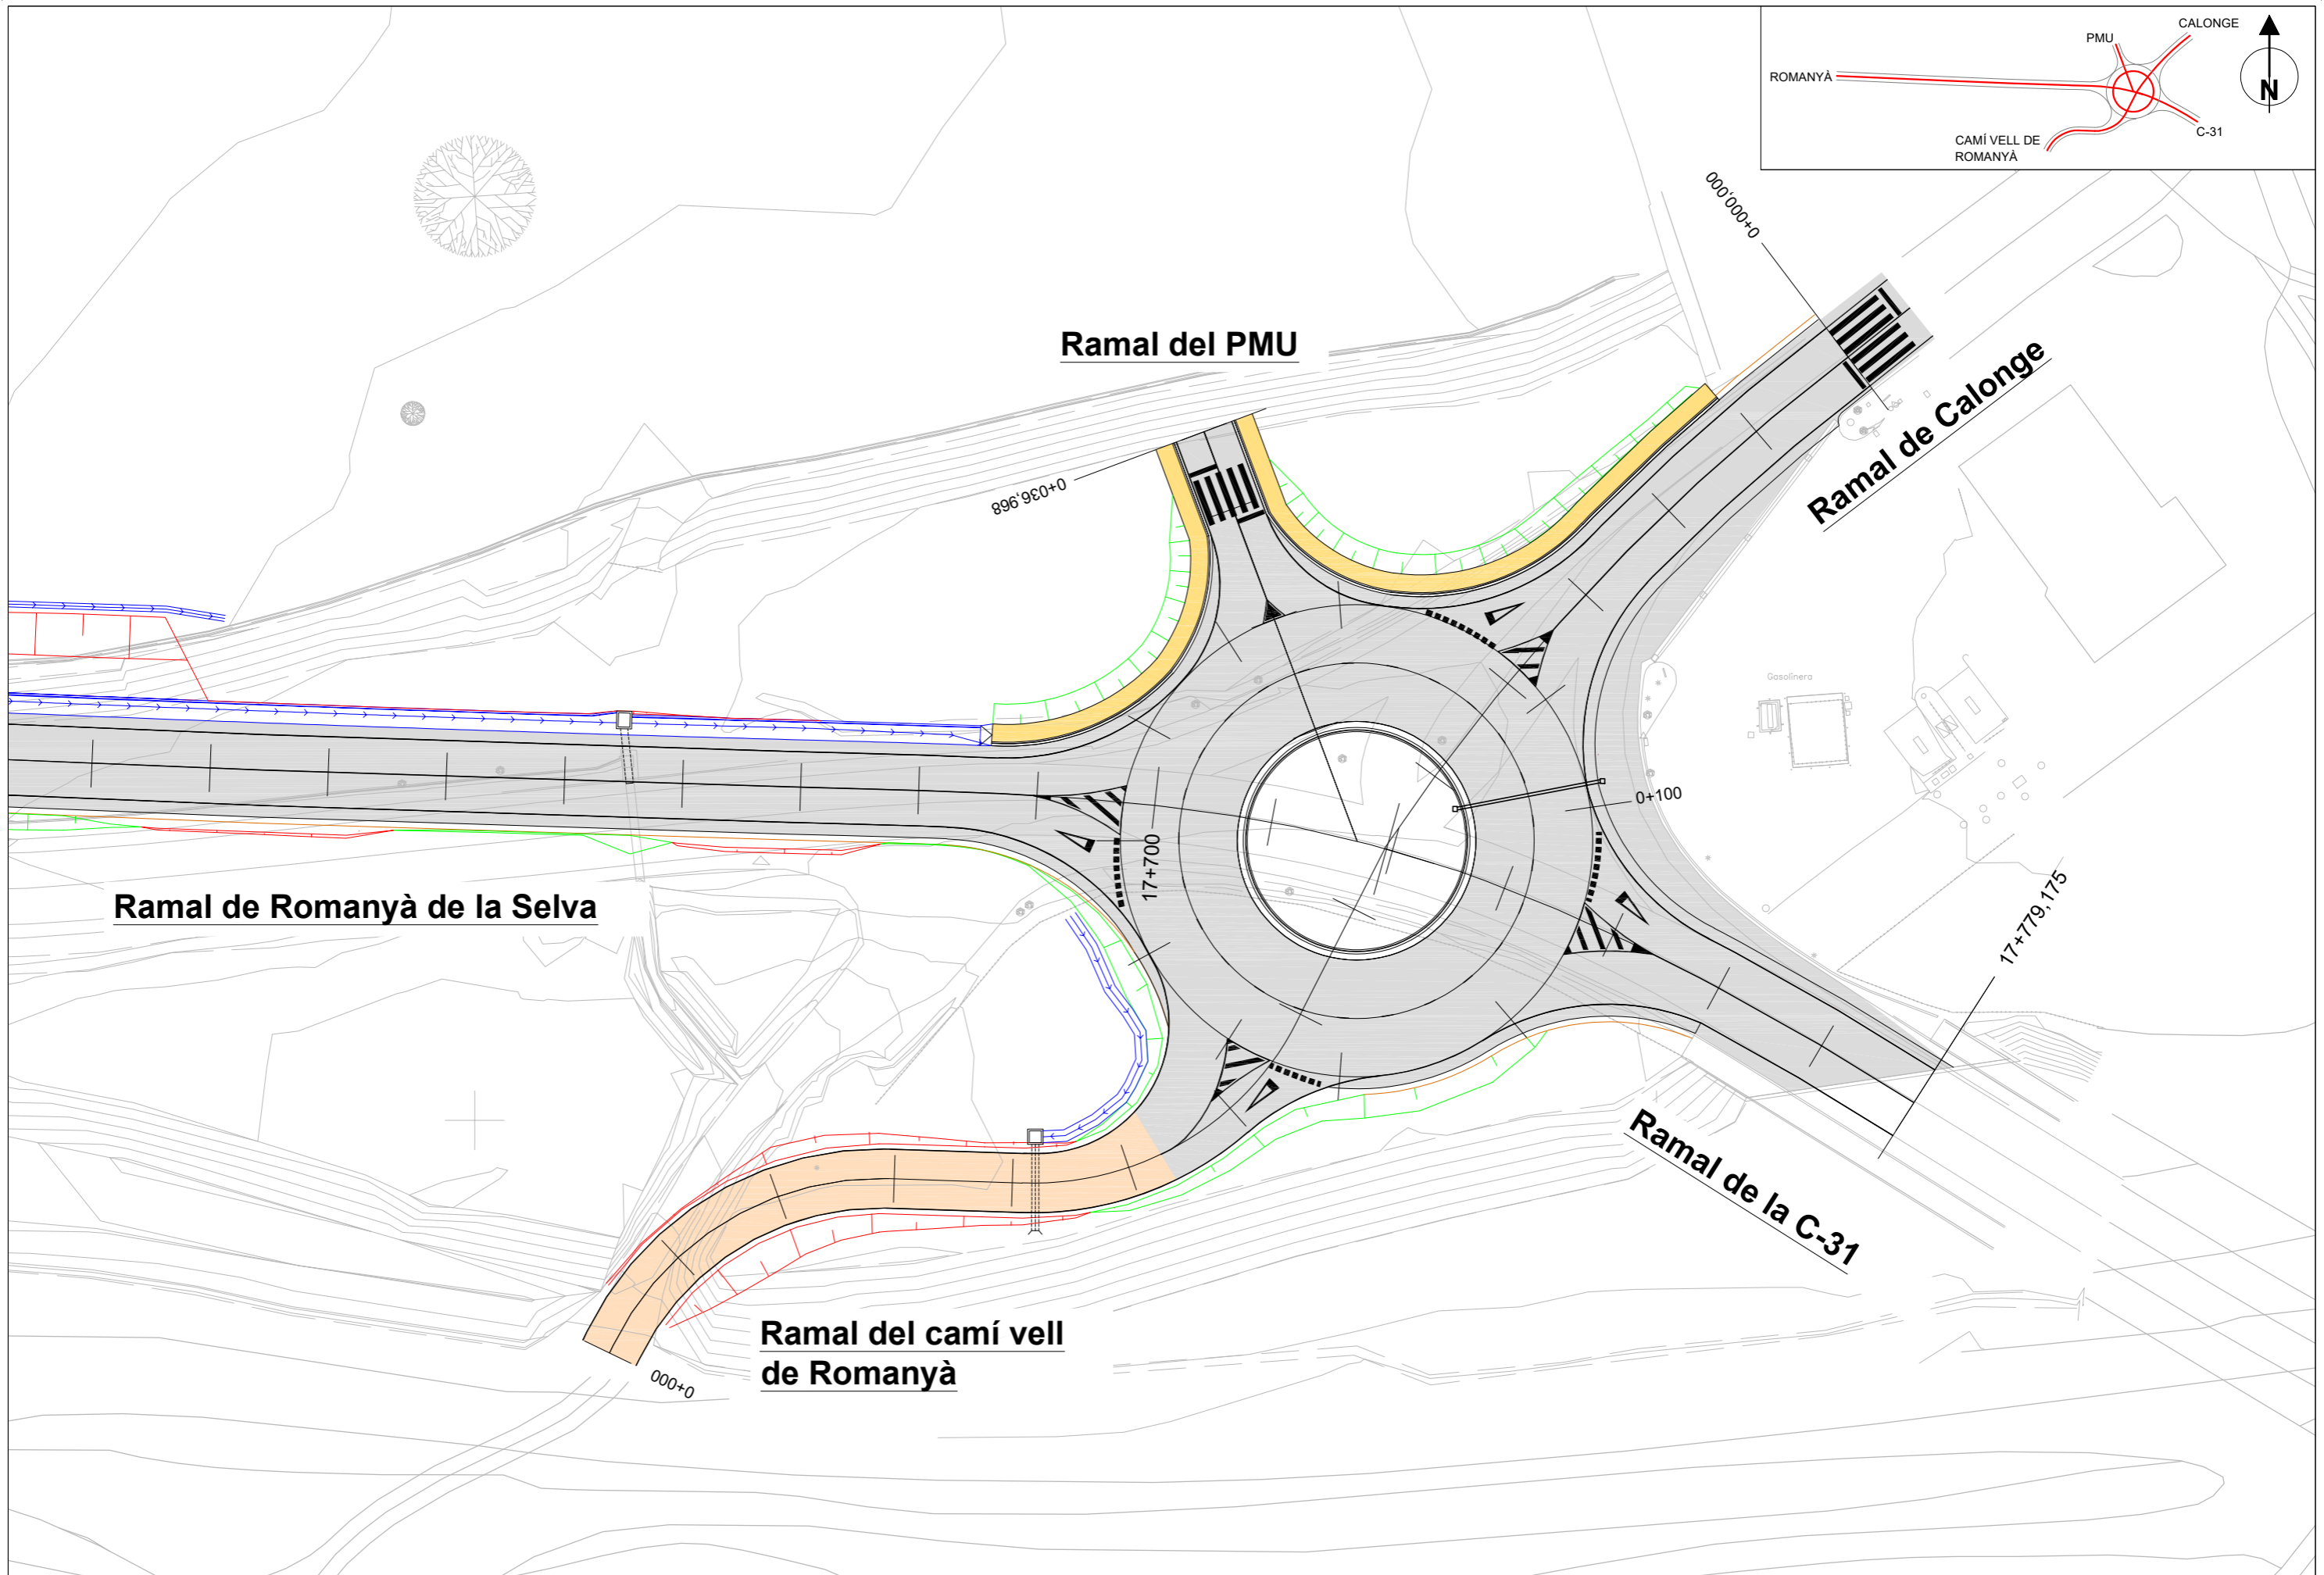 CALONGE
PMU
ROMANYÀ
N
C-31
CAMÍ VELL DE
ROMANYÀ
0+000,000
Ramal del PMU
Ramal de Calonge
0+036,968
Gasolinera
0+100
17+700
Ramal de Romanyà de la Selva
17+779,175
Ramal de la C-31
Ramal del camí vell
de Romanyà
0+000